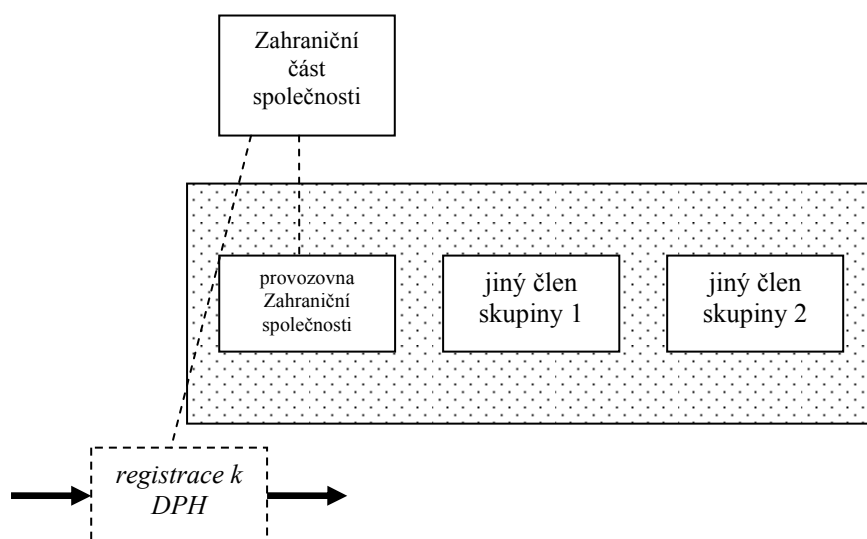 Zahraniční
část
společnosti
provozovna
Zahraniční
společnosti
jiný člen
skupiny 1
jiný člen
skupiny 2
registrace k
DPH